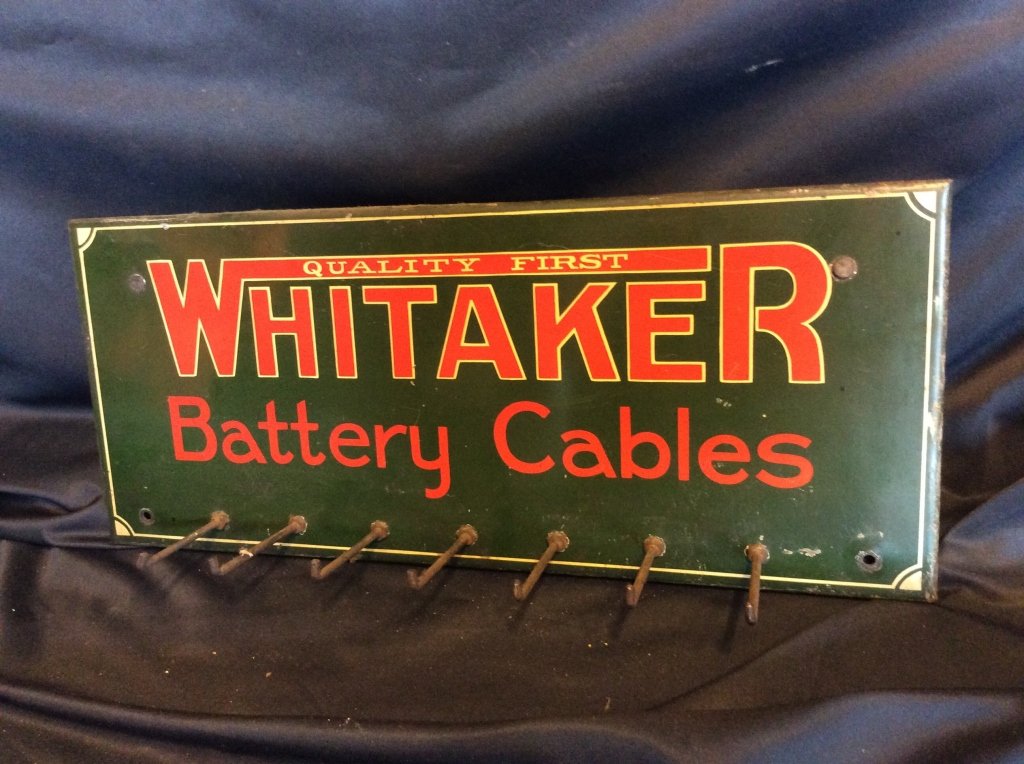 QUALITY FIRST
WHITAKER
Battery Cables